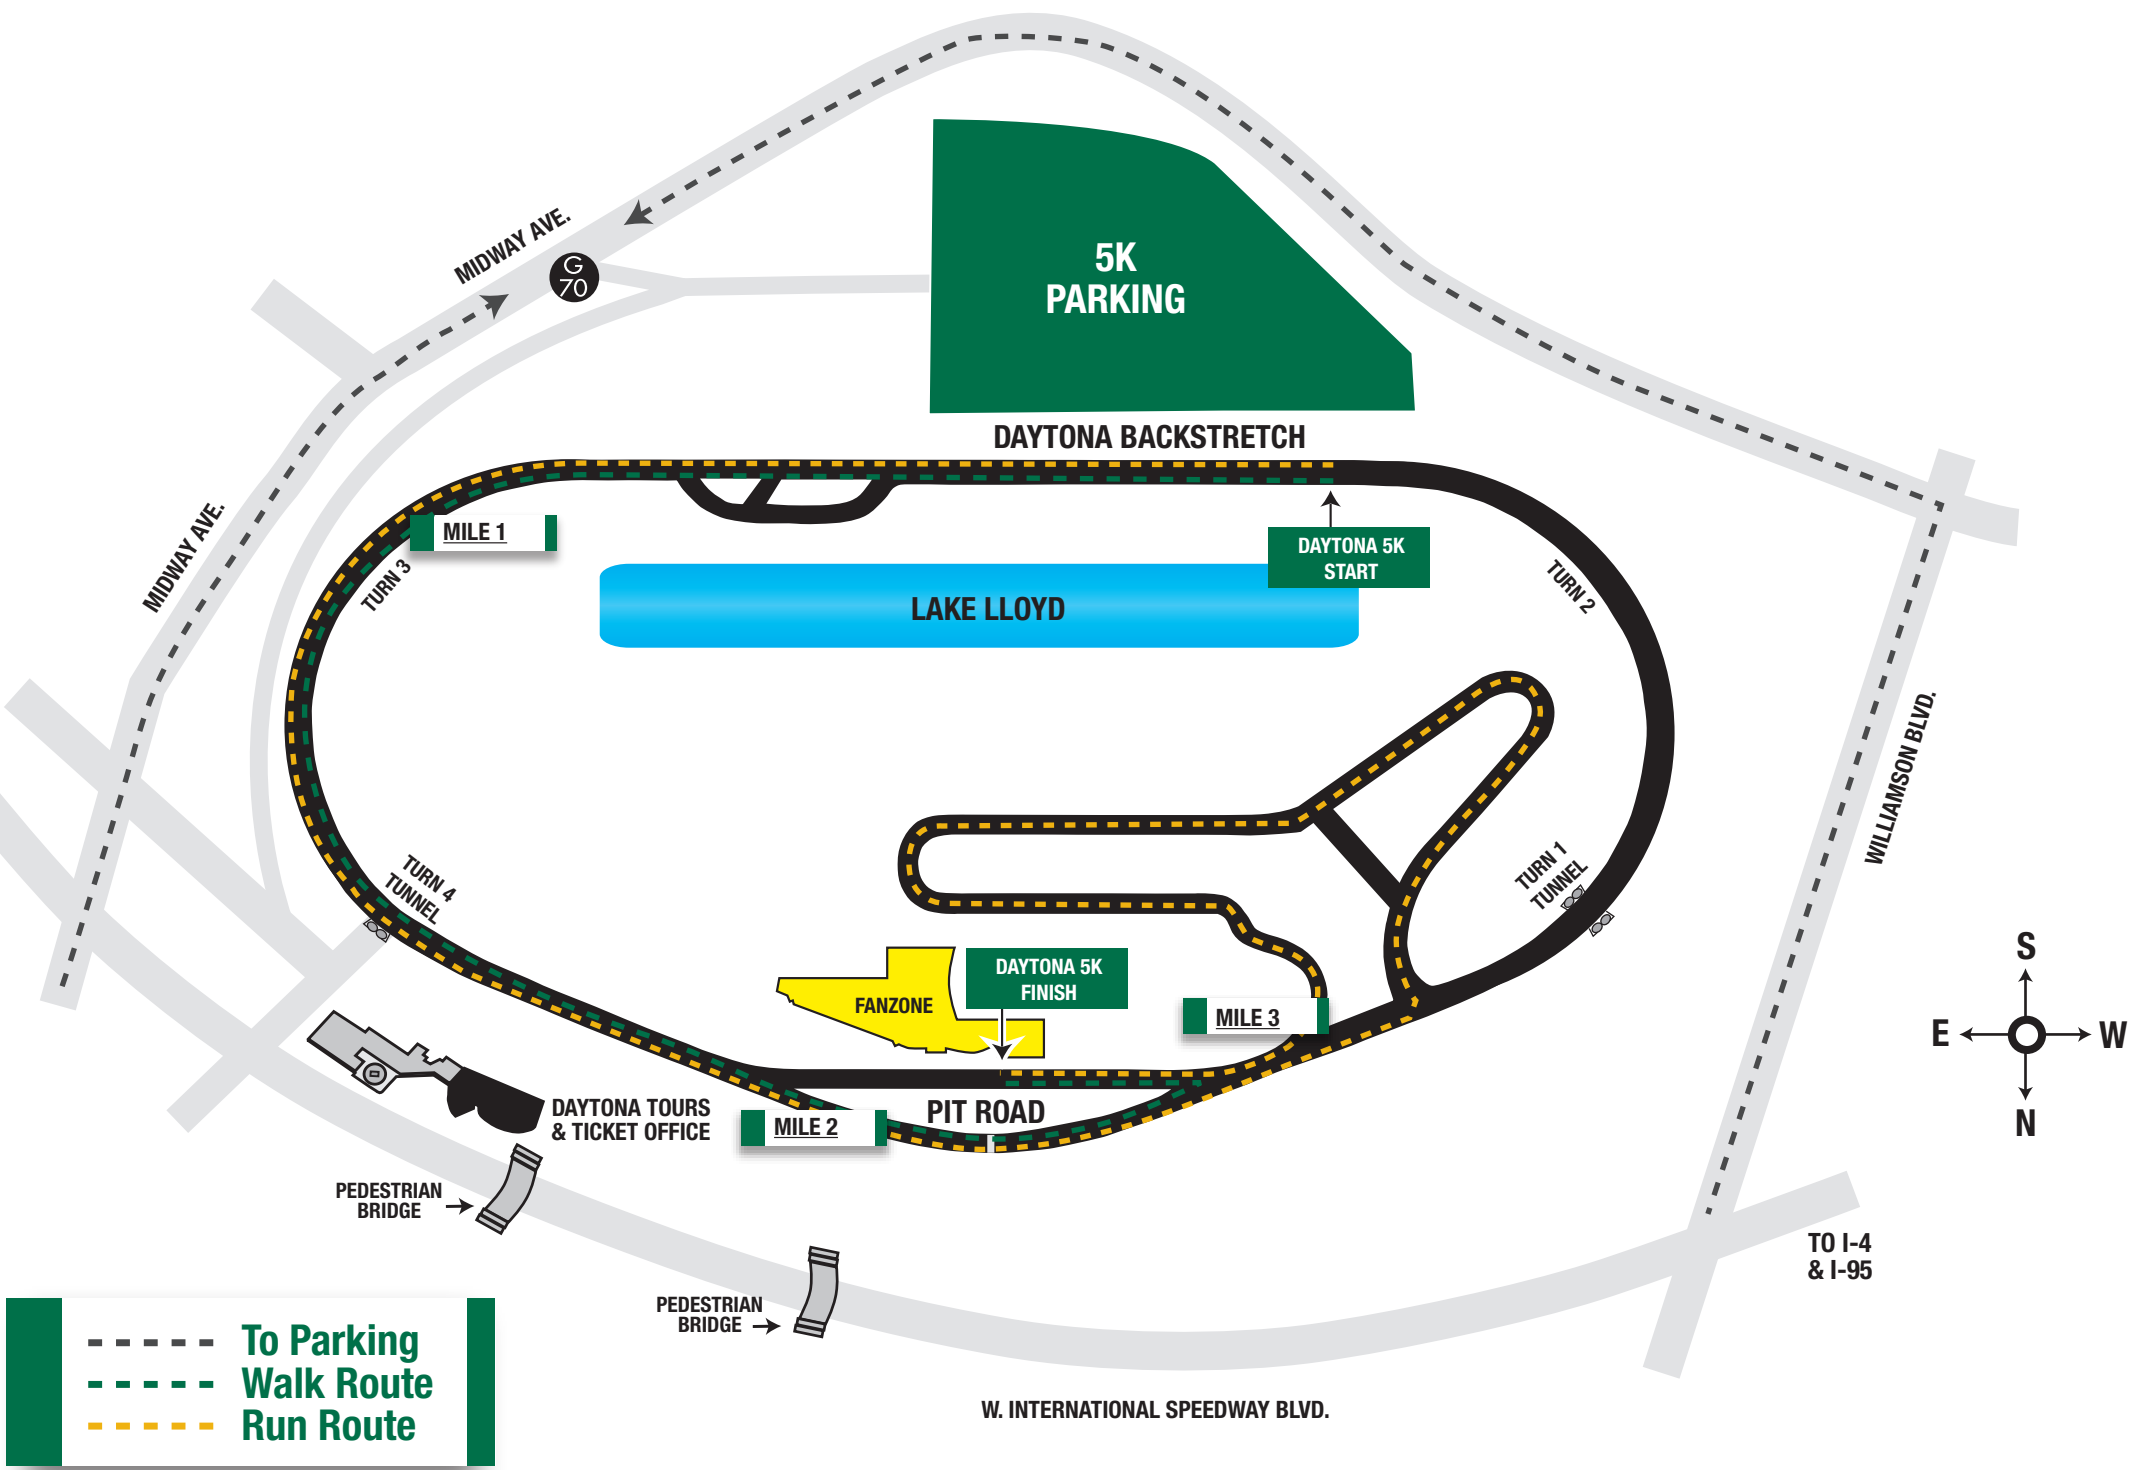 MIDWAY AVE.
G
70
5K
PARKING
DAYTONA BACKSTRETCH
MIDWAY AVE.
MILE 1
TURN 3
DAYTONA 5K
START
TURN 2
LAKE LLOYD
WILLIAMSON BLVD.
TURN 4
TUNNEL
TURN 1
TUNNEL
FANZONE
DAYTONA 5K
FINISH
MILE 3
S
E
W
N
DAYTONA TOURS
& TICKET OFFICE
MILE 2
PIT ROAD
PEDESTRIAN
BRIDGE
PEDESTRIAN
BRIDGE
TO I-4
& I-95
W. INTERNATIONAL SPEEDWAY BLVD.
To Parking
Walk Route
Run Route